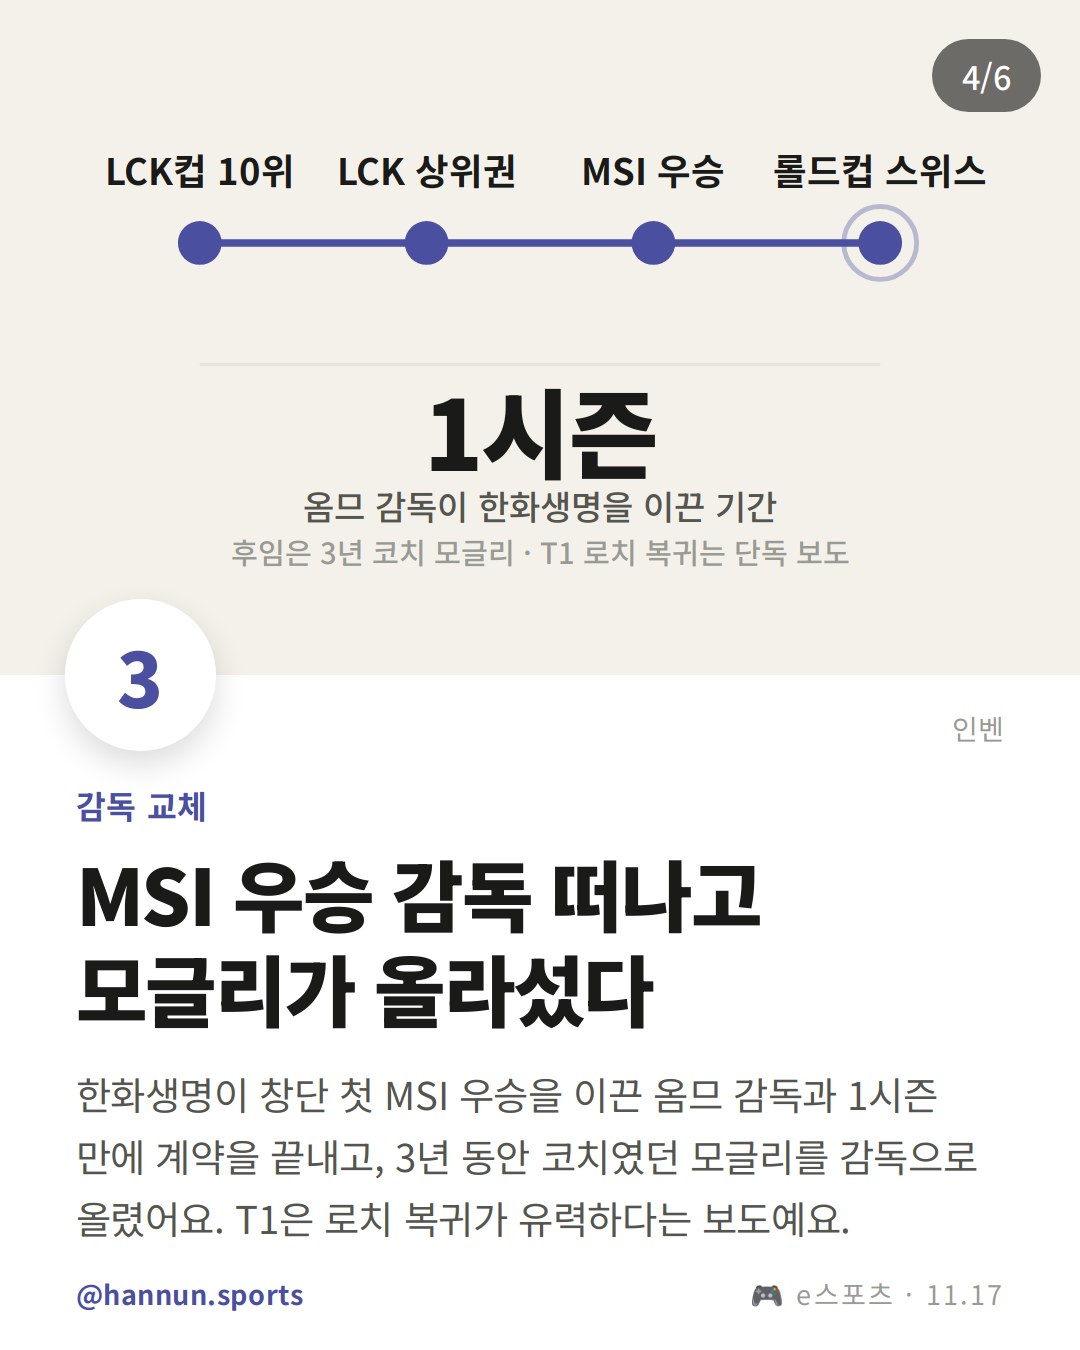 4/6
LCK컵 10위 LCK 상위권 MSI 우승 롤드컵 스위스
1시즌
옴므 감독이 한화생명을 이끈 기간
후임은 3년 코치 모글리 · T1 로치 복귀는 단독 보도
3
인벤
감독 교체
MSI 우승 감독 떠나고
모글리가 올라섰다
한화생명이 창단 첫 MSI 우승을 이끈 옴므 감독과 1시즌
만에 계약을 끝내고, 3년 동안 코치였던 모글리를 감독으로
올렸어요. T1은 로치 복귀가 유력하다는 보도예요.
@hannun.sports
🎮 e스포츠 · 11.17